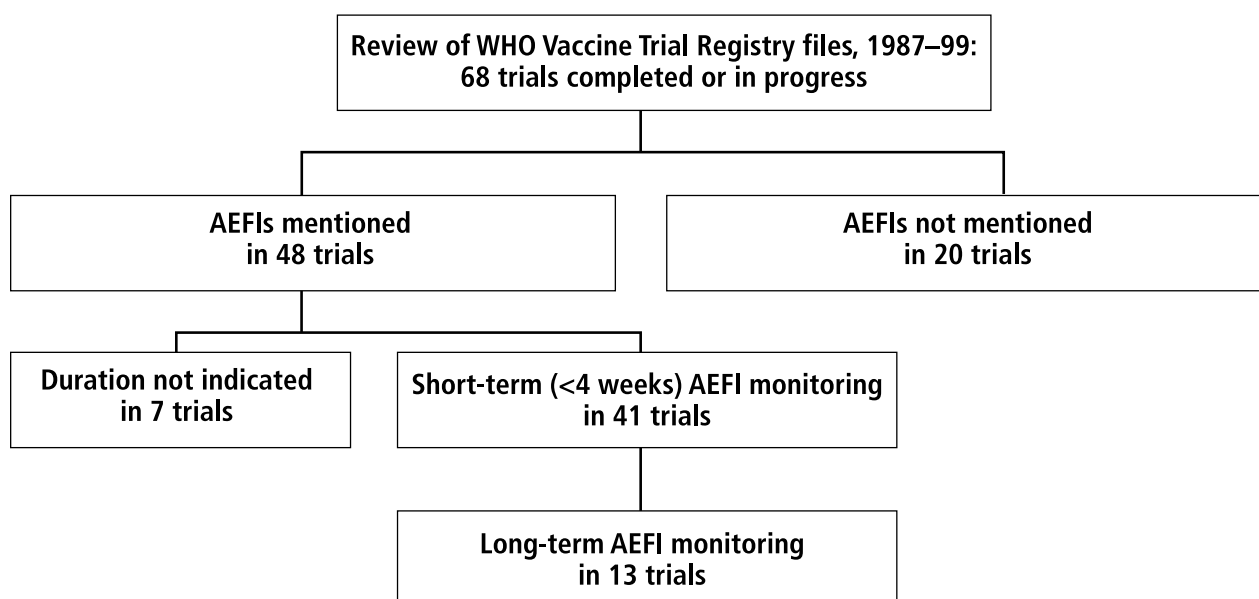 Review of WHO Vaccine Trial Registry files, 1987–99:
68 trials completed or in progress
AEFIs mentioned
in 48 trials
AEFIs not mentioned
in 20 trials
Duration not indicated
in 7 trials
Short-term (<4 weeks) AEFI monitoring
in 41 trials
Long-term AEFI monitoring
in 13 trials